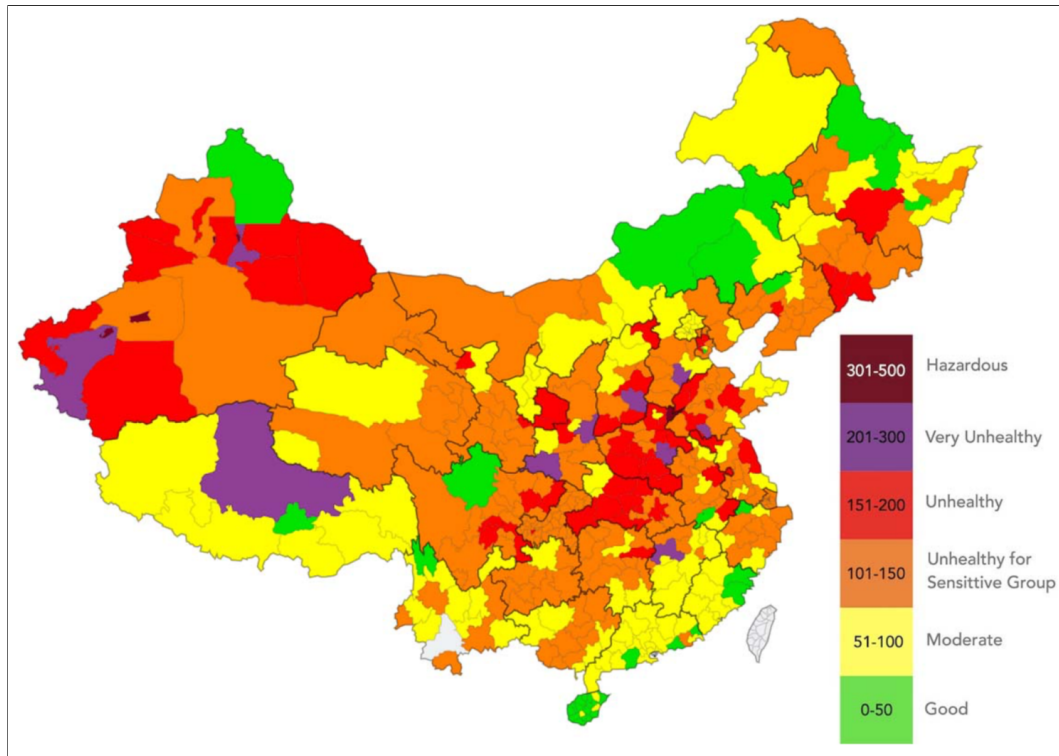 301-500 Hazardous
201-300 Very Unhealthy
151-200 Unhealthy
101-150 Unhealthy for
Sensittive Group
51-100 Moderate
0-50 Good